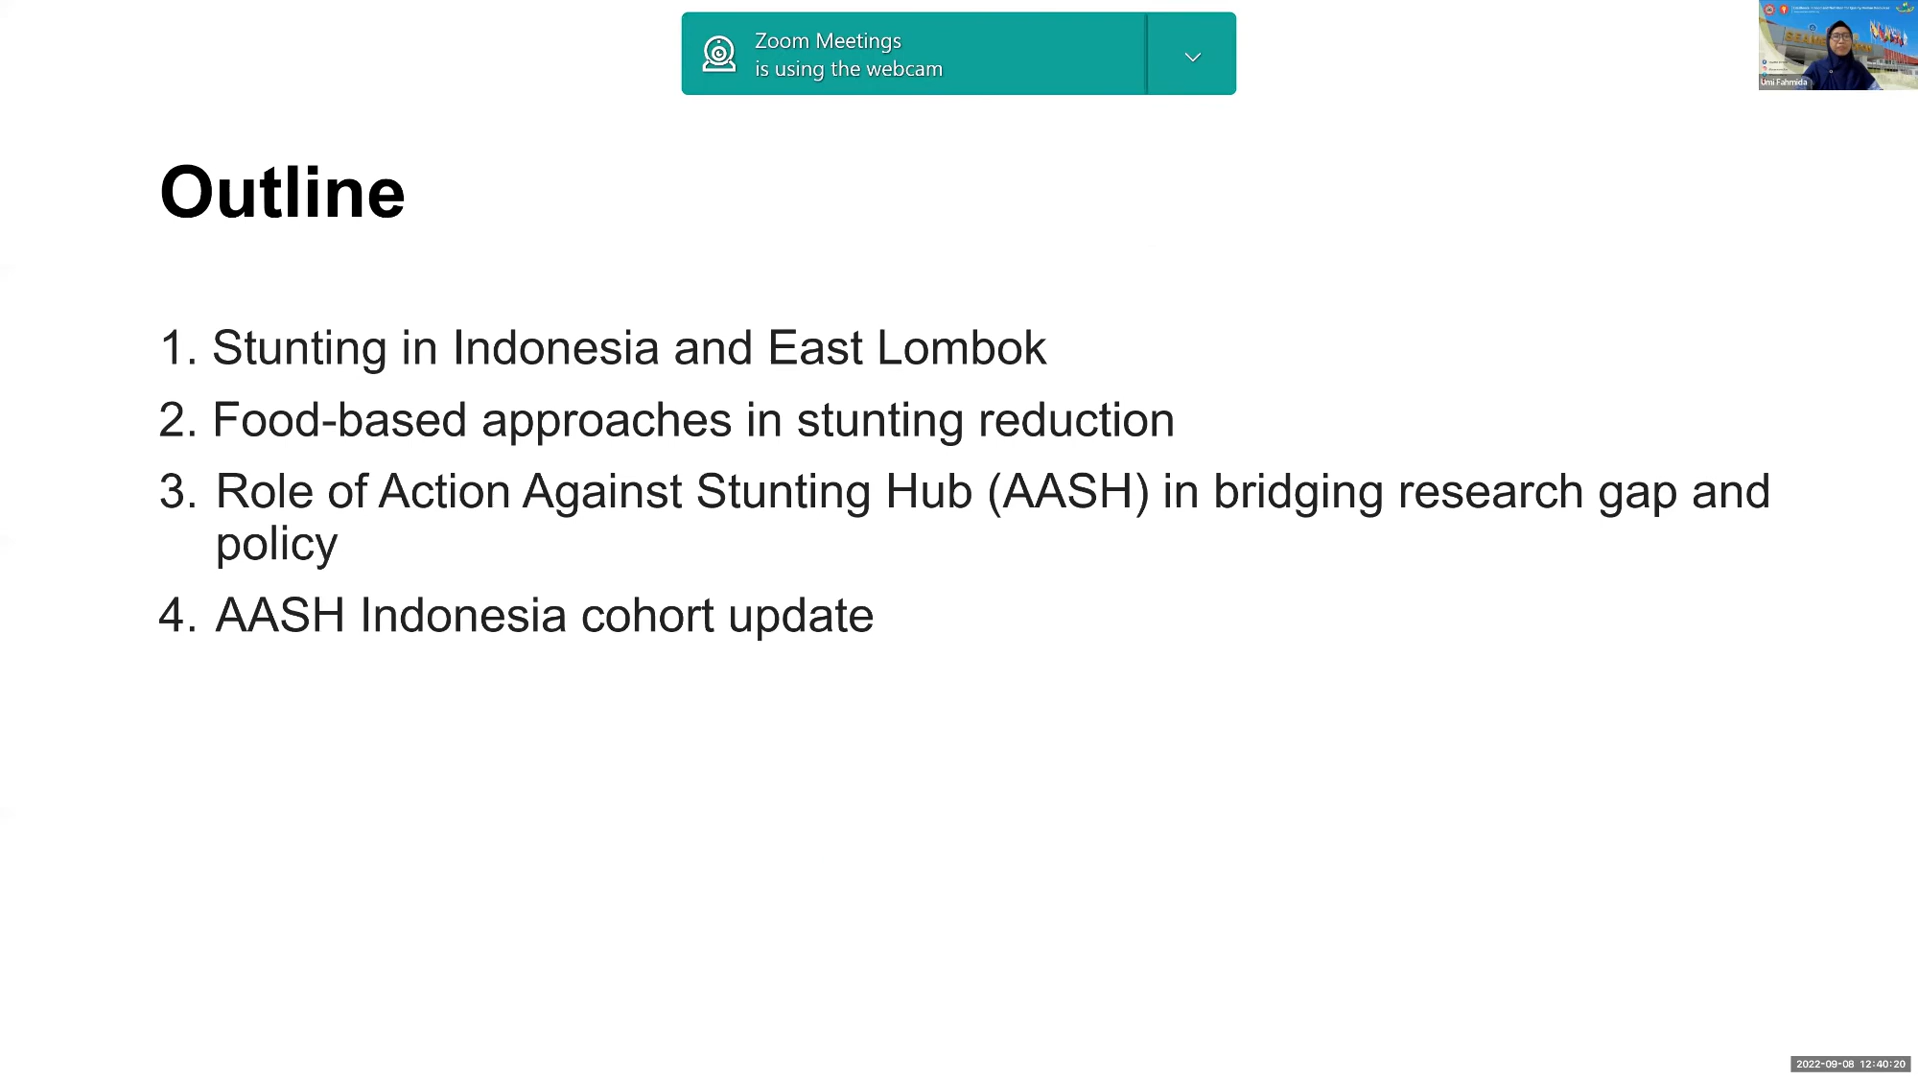 Zoom Meetings
is using the webcam
Umi Fahmida
Outline
1. Stunting in Indonesia and East Lombok
2. Food-based approaches in stunting reduction
3. Role of Action Against Stunting Hub (AASH) in bridging research gap and
policy
4. AASH Indonesia cohort update
2022-09-08 12:40:20